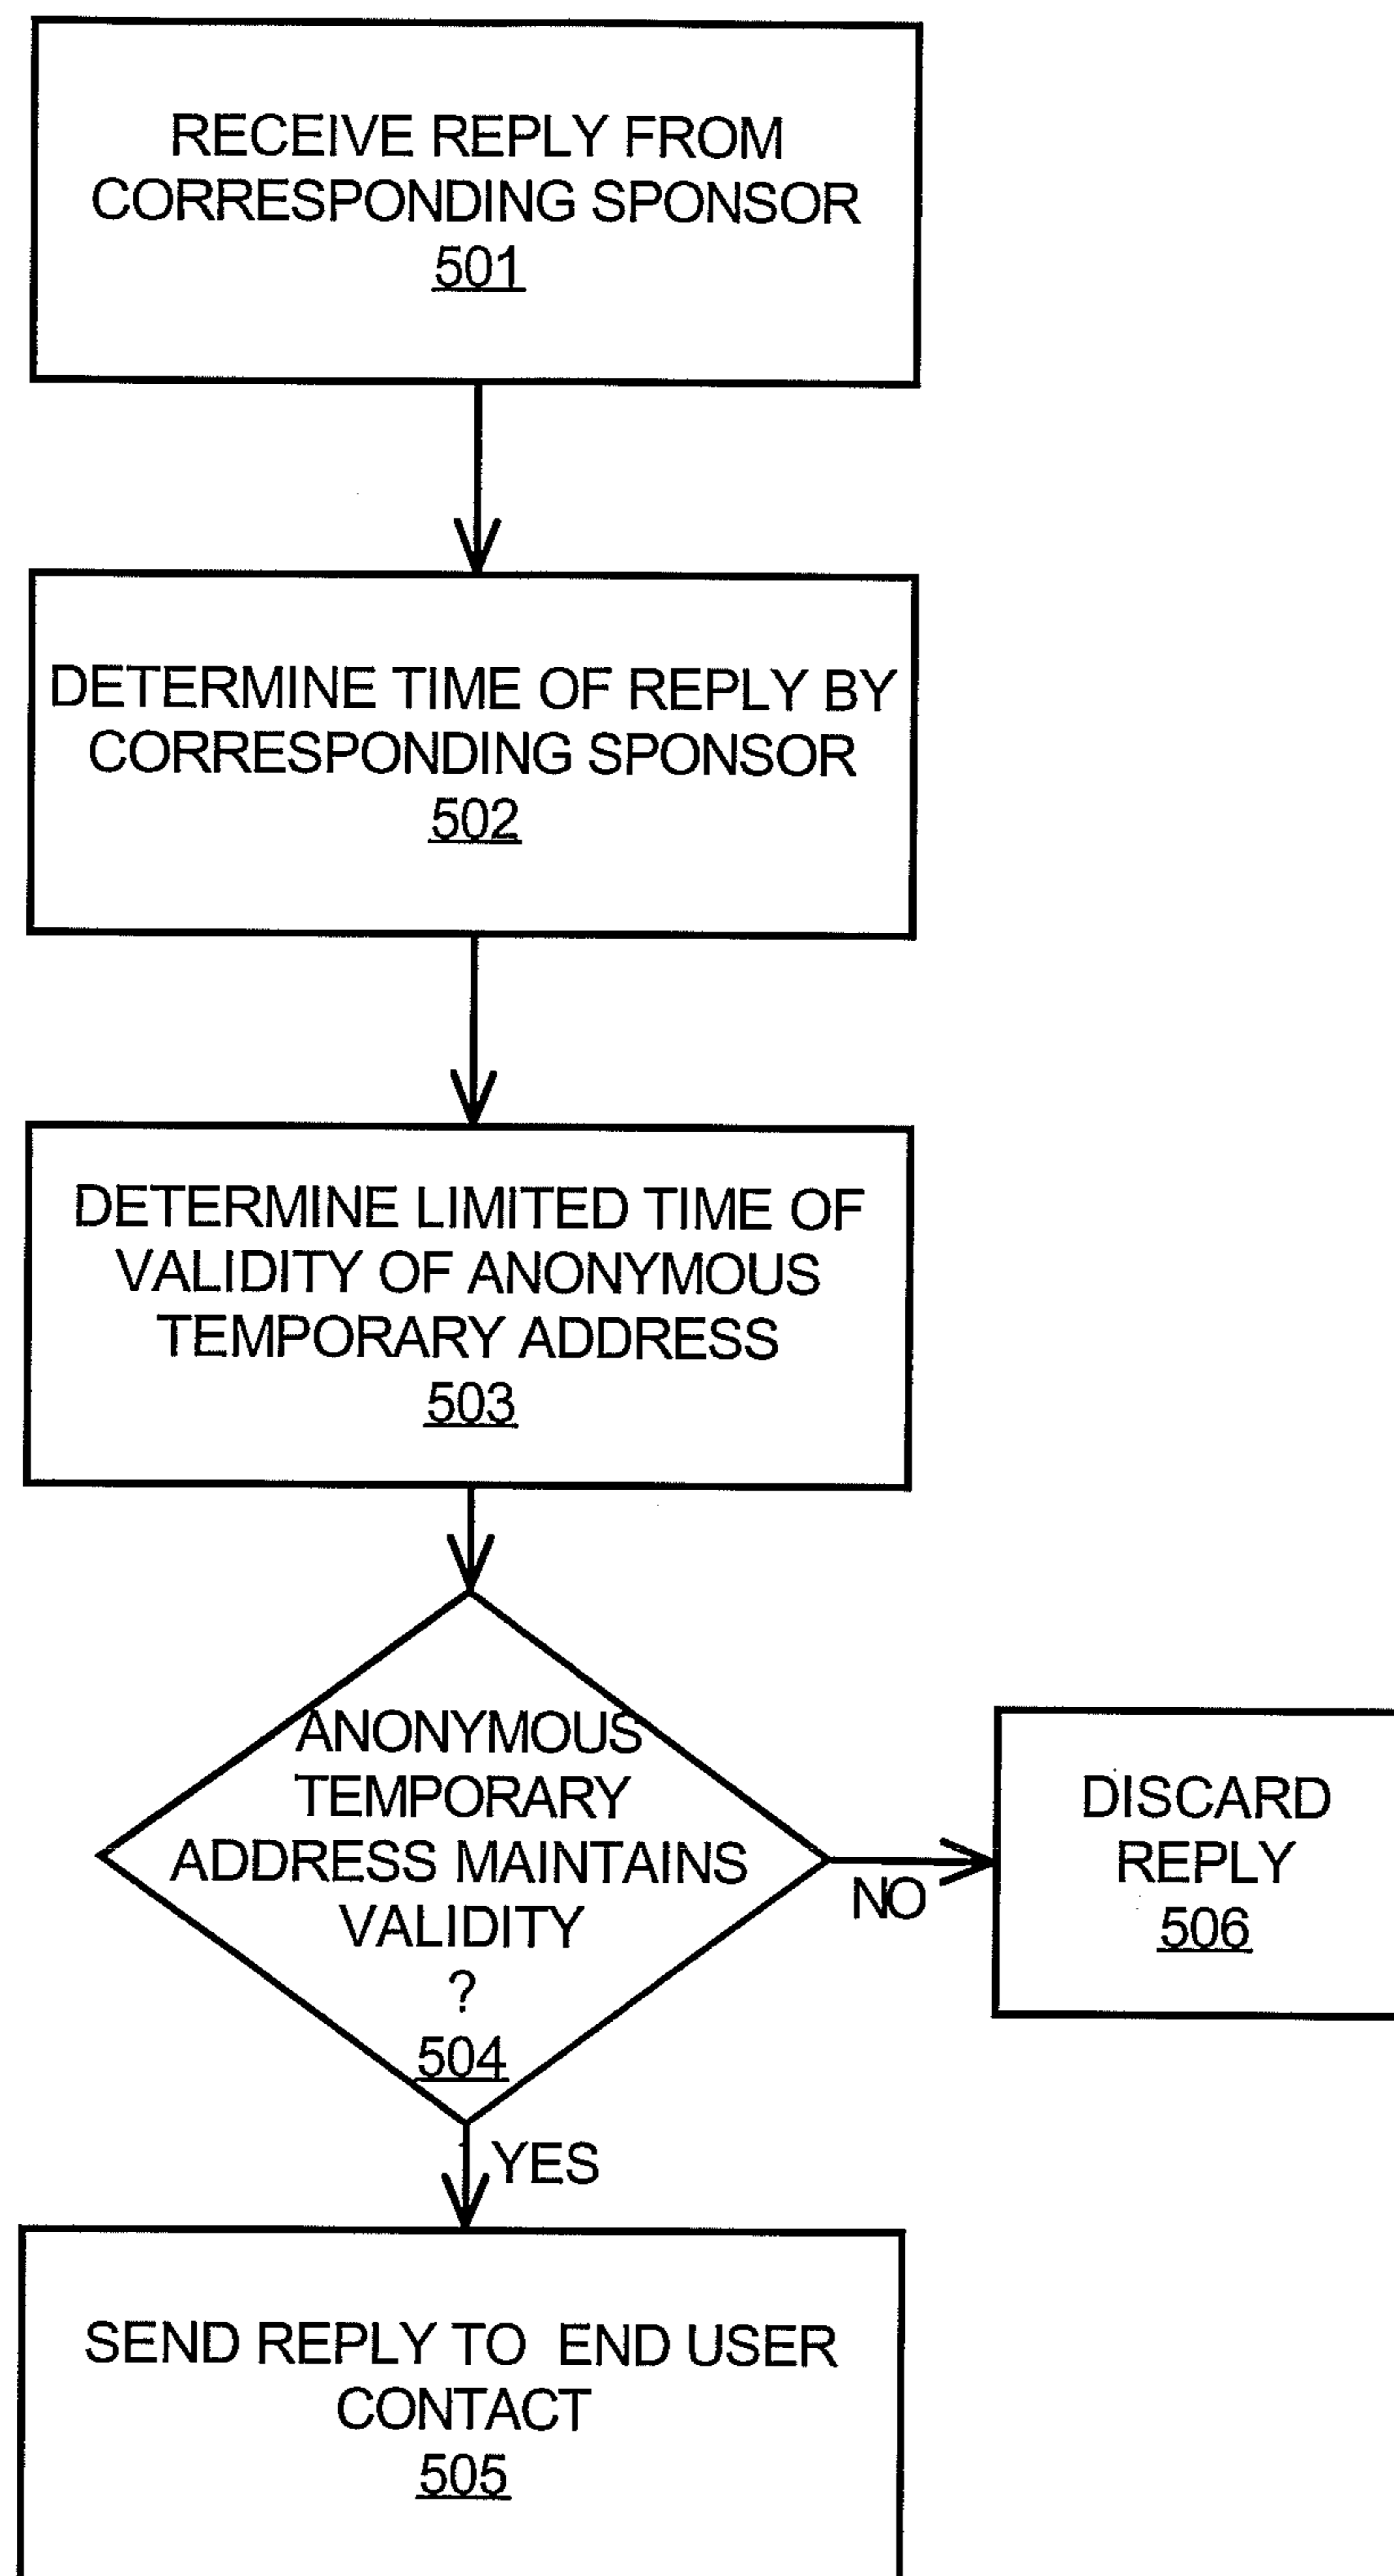 RECEIVE REPLY FROM
CORRESPONDING SPONSOR
501
DETERMINE TIME OF REPLY BY
CORRESPONDING SPONSOR
502
DETERMINE LIMITED TIME OF
VALIDITY OF ANONYMOUS
TEMPORARY ADDRESS
503
ANONYMOUS
TEMPORARY
ADDRESS MAINTAINS
VALIDITY
?
504
NO
DISCARD
REPLY
506
YES
SEND REPLY TO END USER
CONTACT
505